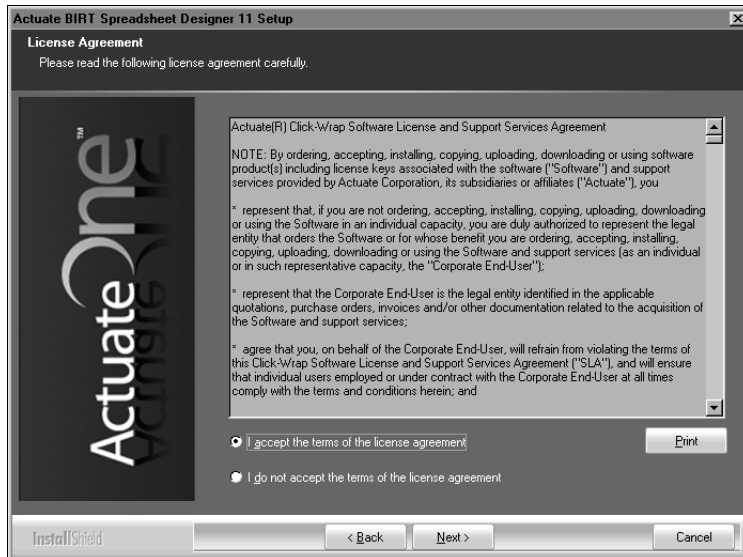 Actuate BIRT Spreadsheet Designer 11 Setup
License Agreement
Please read the following license agreement carefully.
ActuateOne™
Actuate(R) Click-Wrap Software License and Support Services Agreement
NOTE: By ordering, accepting, installing, copying, uploading, downloading or using software
product(s) including license keys associated with the software ("Software") and support
services provided by Actuate Corporation, its subsidiaries or affiliates ("Actuate"), you
* represent that, if you are not ordering, accepting, installing, copying, uploading, downloading
or using the Software in an individual capacity, you are duly authorized to represent the legal
entity that orders the Software or for whose benefit you are ordering, accepting, installing,
copying, uploading, downloading or using the Software and support services (as an individual
or in such representative capacity, the "Corporate End-User");
* represent that the Corporate End-User is the legal entity identified in the applicable
quotations, purchase orders, invoices and/or other documentation related to the acquisition of
the Software and support services;
* agree that you, on behalf of the Corporate End-User, will refrain from violating the terms of
this Click-Wrap Software License and Support Services Agreement ("SLA"), and will ensure
that individual users employed or under contract with the Corporate End-User at all times
comply with the terms and conditions herein; and
I accept the terms of the license agreement
Print
I do not accept the terms of the license agreement
InstallShield
< Back
Next >
Cancel